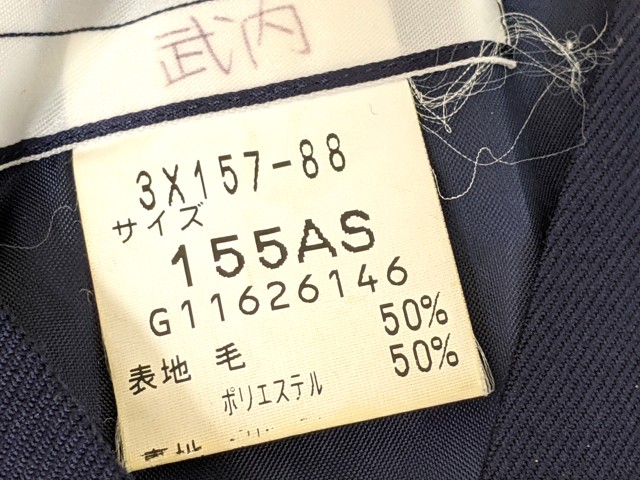 武内
3X157-88
サイズ
155AS
G11626146
表地 毛 50%
ポリエステル 50%